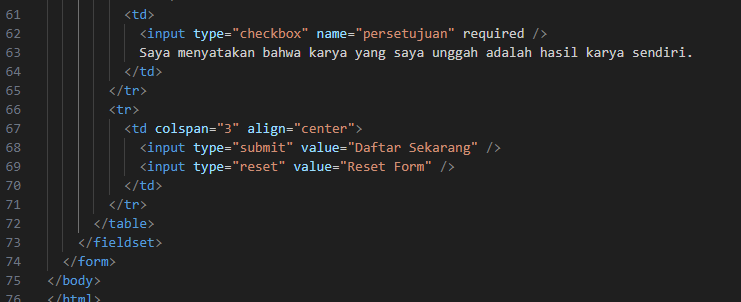 61 <td>
62 <input type="checkbox" name="persetujuan" required />
63 Saya menyatakan bahwa karya yang saya unggah adalah hasil karya sendiri.
64 </td>
65 </tr>
66 <tr>
67 <td colspan="3" align="center">
68 <input type="submit" value="Daftar Sekarang" />
69 <input type="reset" value="Reset Form" />
70 </td>
71 </tr>
72 </table>
73 </fieldset>
74 </form>
75 </body>
76 </html>